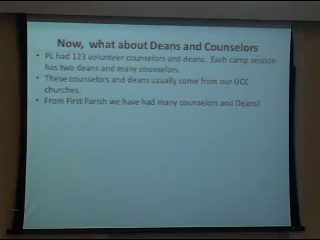 Now, what about Deans and Counselors
• PL had 123 volunteer counselors and deans. Each camp session
has two deans and many counselors.
• These counselors and deans usually come from our UCC
churches.
• From First Parish we have had many counselors and Deans!